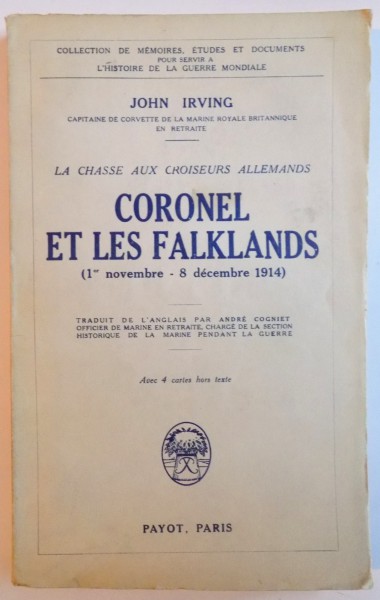 COLLECTION DE MÉMOIRES, ÉTUDES ET DOCUMENTS
POUR SERVIR A
L'HISTOIRE DE LA GUERRE MONDIALE
JOHN IRVING
CAPITAINE DE CORVETTE DE LA MARINE ROYALE BRITANNIQUE
EN RETRAITE
LA CHASSE AUX CROISEURS ALLEMANDS
CORONEL
ET LES FALKLANDS
(1er novembre - 8 décembre 1914)
TRADUIT DE L'ANGLAIS PAR ANDRÉ COGNIET
OFFICIER DE MARINE EN RETRAITE, CHARGÉ DE LA SECTION
HISTORIQUE DE LA MARINE PENDANT LA GUERRE
Avec 4 cartes hors texte
PAYOT, PARIS